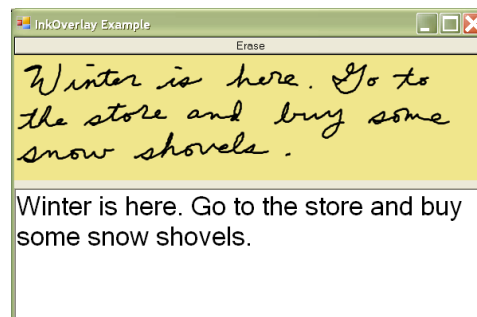 InkOverlay Example
Erase
Winter is here. Go to
the store and buy some
snow shovels.
Winter is here. Go to the store and buy
some snow shovels.